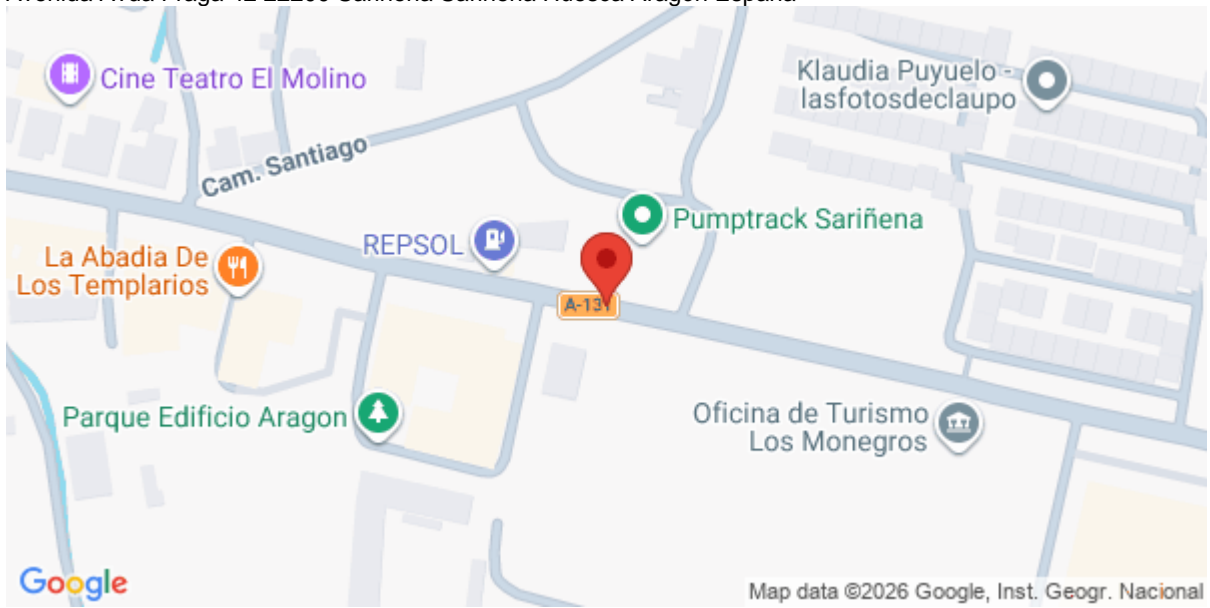 Cine Teatro El Molino
Klaudia Puyuelo -
lasfotosdeclaupo
Cam. Santiago
Pumptrack Sariñena
REPSOL
La Abadia De
Los Templarios
A-131
Parque Edificio Aragon
Oficina de Turismo
Los Monegros
Google
Map data ©2026 Google, Inst. Geogr. Nacional